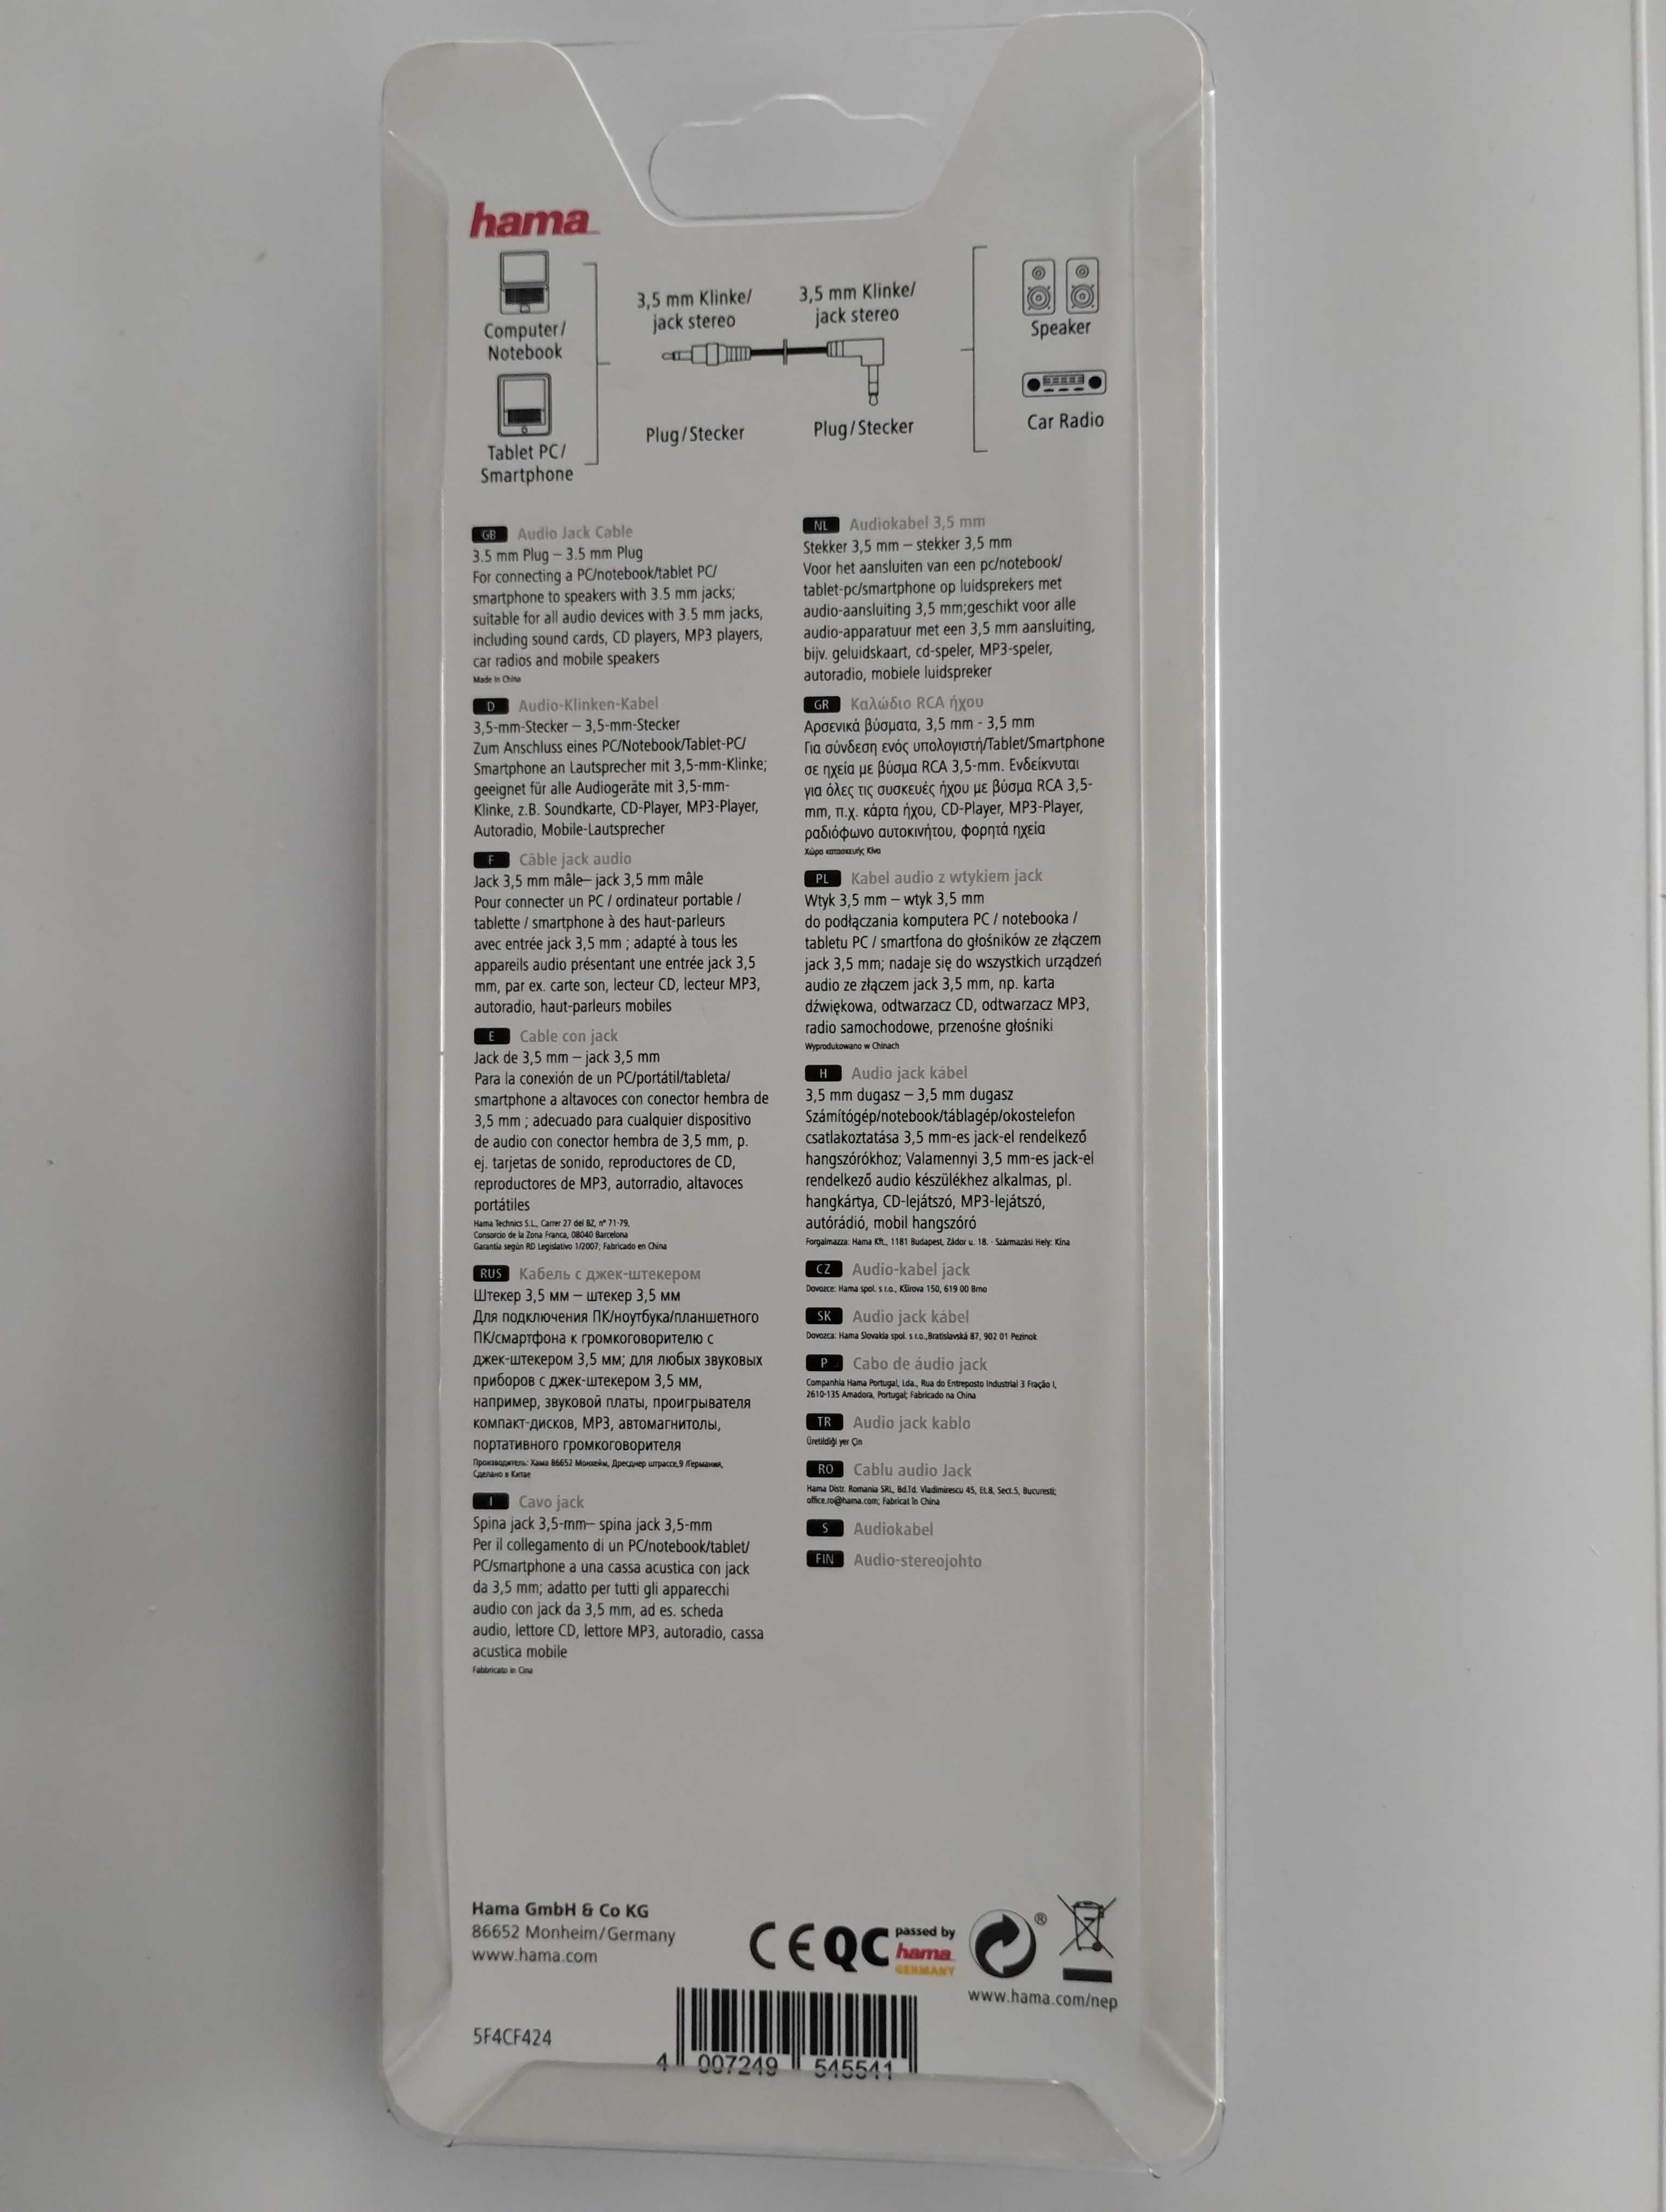 hama
Computer/
Notebook
Tablet PC/
Smartphone
3,5 mm Klinke/
jack stereo
Plug/Stecker
3,5 mm Klinke/
jack stereo
Plug/Stecker
Speaker
Car Radio
GB Audio Jack Cable
3.5 mm Plug – 3.5 mm Plug
For connecting a PC/notebook/tablet PC/
smartphone to speakers with 3.5 mm jacks;
suitable for all audio devices with 3.5 mm jacks,
including sound cards, CD players, MP3 players,
car radios and mobile speakers
Made in China
D Audio-Klinken-Kabel
3,5-mm-Stecker – 3,5-mm-Stecker
Zum Anschluss eines PC/Notebook/Tablet-PC/
Smartphone an Lautsprecher mit 3,5-mm-Klinke;
geeignet für alle Audiogeräte mit 3,5-mm-
Klinke, z.B. Soundkarte, CD-Player, MP3-Player,
Autoradio, Mobile-Lautsprecher
F Câble jack audio
Jack 3,5 mm mâle– jack 3,5 mm mâle
Pour connecter un PC / ordinateur portable /
tablette / smartphone à des haut-parleurs
avec entrée jack 3,5 mm ; adapté à tous les
appareils audio présentant une entrée jack 3,5
mm, par ex. carte son, lecteur CD, lecteur MP3,
autoradio, haut-parleurs mobiles
E Cable con jack
Jack de 3,5 mm – jack 3,5 mm
Para la conexión de un PC/portátil/tableta/
smartphone a altavoces con conector hembra de
3,5 mm ; adecuado para cualquier dispositivo
de audio con conector hembra de 3,5 mm, p.
ej. tarjetas de sonido, reproductores de CD,
reproductores de MP3, autorradio, altavoces
portátiles
Hama Technics S.L., Carrer 27 del BZ, nº 71-79,
Consorcio de la Zona Franca, 08040 Barcelona
Garantía según RD Legislativo 1/2007; Fabricado en China
RUS Кабель с джек-штекером
Штекер 3,5 мм – штекер 3,5 мм
Для подключения ПК/ноутбука/планшетного
ПК/смартфона к громкоговорителю с
джек-штекером 3,5 мм; для любых звуковых
приборов с джек-штекером 3,5 мм,
например, звуковой платы, проигрывателя
компакт-дисков, MP3, автомагнитолы,
портативного громкоговорителя
Производитель: Хама 86652 Монхейм, Дресднер штрассе,9 /Германия,
Сделано в Китае
I Cavo jack
Spina jack 3,5-mm– spina jack 3,5-mm
Per il collegamento di un PC/notebook/tablet/
PC/smartphone a una cassa acustica con jack
da 3,5 mm; adatto per tutti gli apparecchi
audio con jack da 3,5 mm, ad es. scheda
audio, lettore CD, lettore MP3, autoradio, cassa
acustica mobile
Fabbricato in Cina
NL Audiokabel 3,5 mm
Stekker 3,5 mm – stekker 3,5 mm
Voor het aansluiten van een pc/notebook/
tablet-pc/smartphone op luidsprekers met
audio-aansluiting 3,5 mm;geschikt voor alle
audio-apparatuur met een 3,5 mm aansluiting,
bijv. geluidskaart, cd-speler, MP3-speler,
autoradio, mobiele luidspreker
GR Καλώδιο RCA ήχου
Αρσενικά βύσματα, 3,5 mm - 3,5 mm
Για σύνδεση ενός υπολογιστή/Tablet/Smartphone
σε ηχεία με βύσμα RCA 3,5-mm. Ενδείκνυται
για όλες τις συσκευές ήχου με βύσμα RCA 3,5-
mm, π.χ. κάρτα ήχου, CD-Player, MP3-Player,
ραδιόφωνο αυτοκινήτου, φορητά ηχεία
Χώρα κατασκευής Κίνα
PL Kabel audio z wtykiem jack
Wtyk 3,5 mm – wtyk 3,5 mm
do podłączania komputera PC / notebooka /
tabletu PC / smartfona do głośników ze złączem
jack 3,5 mm; nadaje się do wszystkich urządzeń
audio ze złączem jack 3,5 mm, np. karta
dźwiękowa, odtwarzacz CD, odtwarzacz MP3,
radio samochodowe, przenośne głośniki
Wyprodukowano w Chinach
H Audio jack kábel
3,5 mm dugasz – 3,5 mm dugasz
Számítógép/notebook/táblagép/okostelefon
csatlakoztatása 3,5 mm-es jack-el rendelkező
hangszórókhoz; Valamennyi 3,5 mm-es jack-el
rendelkező audio készülékhez alkalmas, pl.
hangkártya, CD-lejátszó, MP3-lejátszó,
autórádió, mobil hangszóró
Forgalmazza: Hama Kft., 1181 Budapest, Zádor u. 18. - Származási Hely: Kína
CZ Audio-kabel jack
Dovozce: Hama spol. s r.o., Kšírova 150, 619 00 Brno
SK Audio jack kábel
Dovozca: Hama Slovakia spol. s r.o.,Bratislavská 87, 902 01 Pezinok
P Cabo de áudio jack
Companhia Hama Portugal, Lda., Rua do Entreposto Industrial 3 Fração I,
2610-135 Amadora, Portugal; Fabricado na China
TR Audio jack kablo
Üretildiği yer Çin
RO Cablu audio Jack
Hama Distr. Romania SRL, Bd.Td. Vladimirescu 45, Et.8, Sect.5, Bucuresti;
office.ro@hama.com; Fabricat în China
S Audiokabel
FIN Audio-stereojohto
Hama GmbH & Co KG
86652 Monheim/Germany
www.hama.com
CE QC passed by
hama
GERMANY
®
www.hama.com/nep
5F4CF424
4 007249 545541